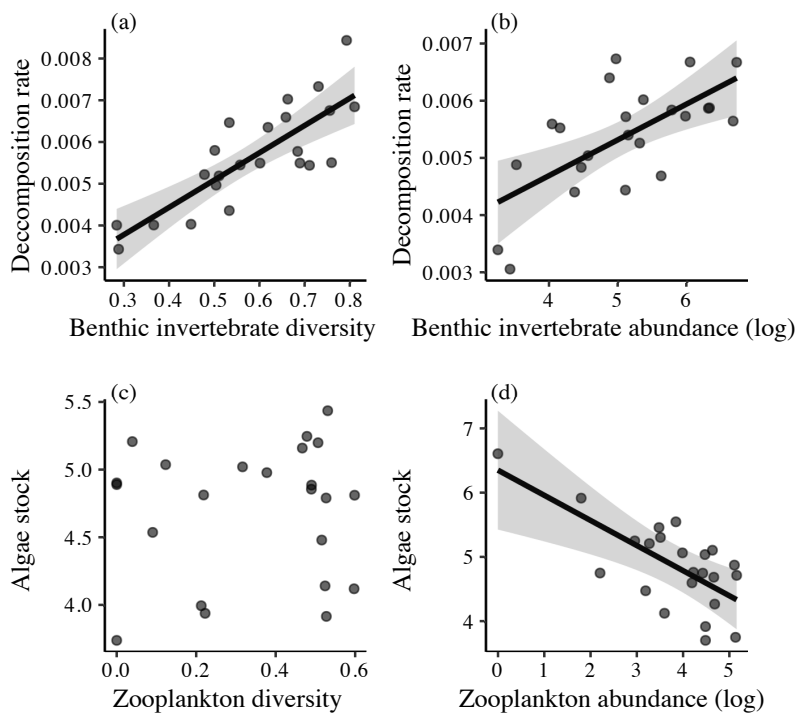 (a)
Deccomposition rate
0.008
0.007
0.006
0.005
0.004
0.003
0.3 0.4 0.5 0.6 0.7 0.8
Benthic invertebrate diversity
(b)
Decomposition rate
0.007
0.006
0.005
0.004
0.003
4 5 6
Benthic invertebrate abundance (log)
(c)
Algae stock
5.5
5.0
4.5
4.0
0.0 0.2 0.4 0.6
Zooplankton diversity
(d)
Algae stock
7
6
5
4
0 1 2 3 4 5
Zooplankton abundance (log)